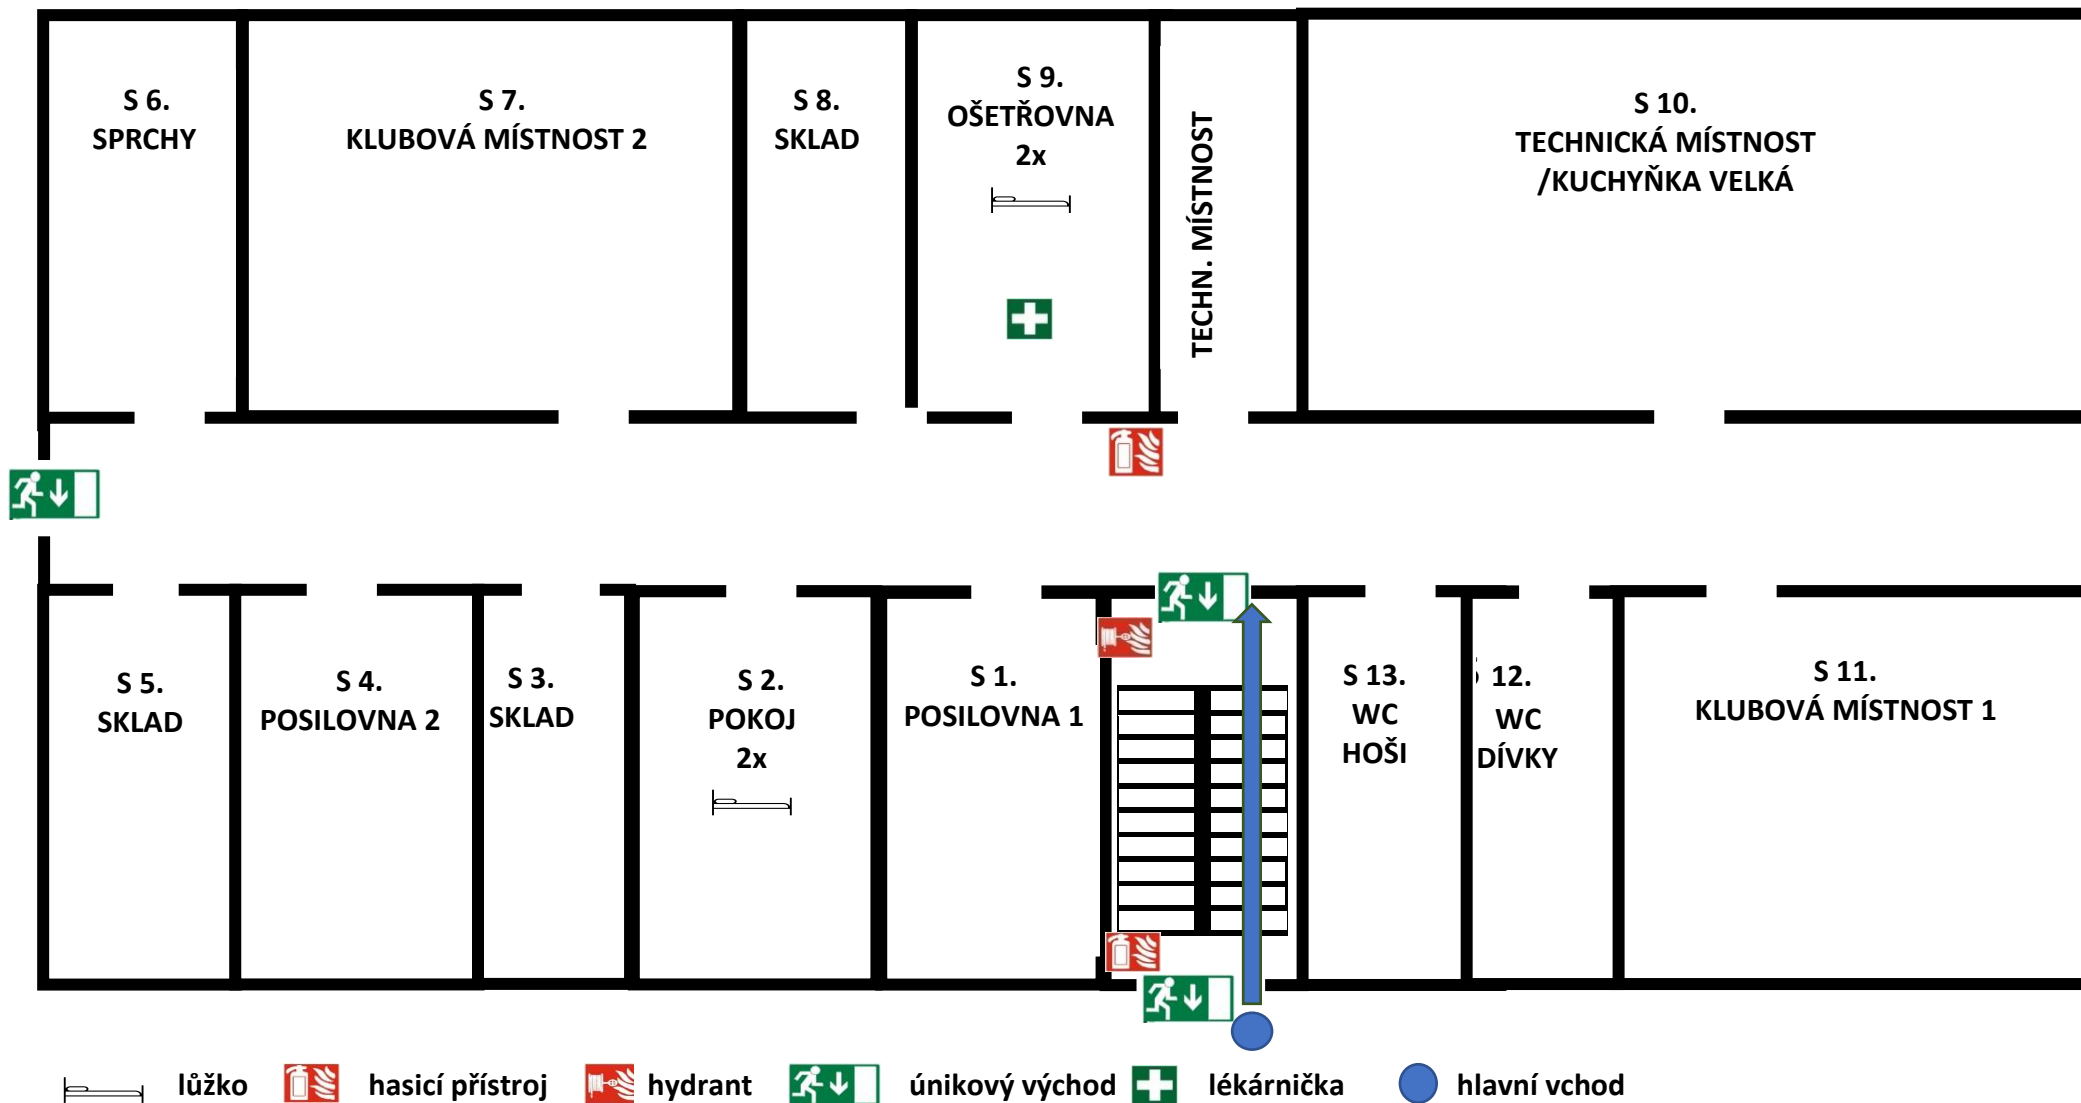 S 6.
SPRCHY
S 7.
KLUBOVÁ MÍSTNOST 2
S 8.
SKLAD
S 9.
OŠETŘOVNA
2x
TECHN. MÍSTNOST
S 10.
TECHNICKÁ MÍSTNOST
/KUCHYŇKA VELKÁ
S 5.
SKLAD
S 4.
POSILOVNA 2
S 3.
SKLAD
S 2.
POKOJ
2x
S 1.
POSILOVNA 1
S 13.
WC
HOŠI
S 12.
WC
DÍVKY
S 11.
KLUBOVÁ MÍSTNOST 1
lůžko hasicí přístroj hydrant únikový východ lékárnička hlavní vchod